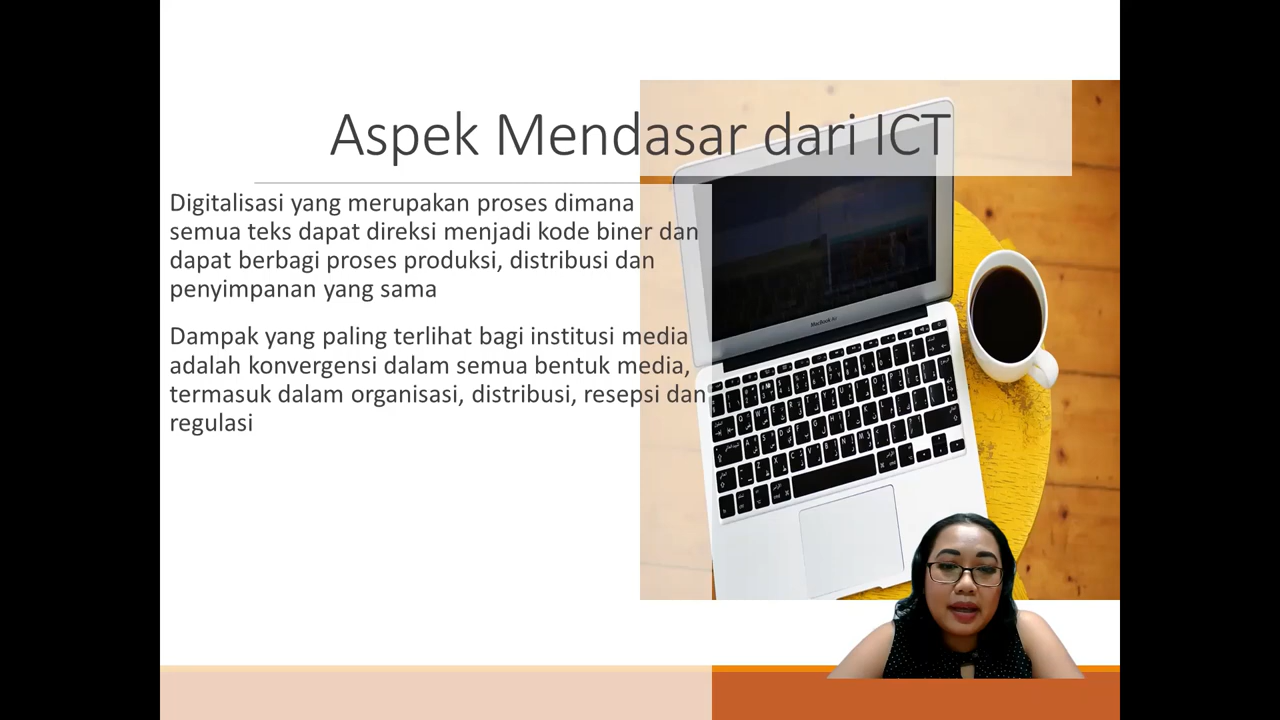 Aspek Mendasar dari ICT
Digitalisasi yang merupakan proses dimana
semua teks dapat direksi menjadi kode biner dan
dapat berbagi proses produksi, distribusi dan
penyimpanan yang sama
Dampak yang paling terlihat bagi institusi media
adalah konvergensi dalam semua bentuk media,
termasuk dalam organisasi, distribusi, resepsi dan
regulasi
MacBook Air